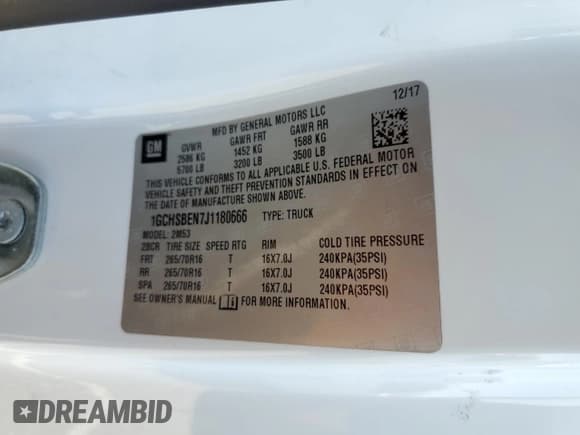 12/17
MFD BY GENERAL MOTORS LLC
GM
GVWR GAWR FRT GAWR RR
2586 KG 1452 KG 1588 KG
5700 LB 3200 LB 3500 LB
THIS VEHICLE CONFORMS TO ALL APPLICABLE U.S. FEDERAL MOTOR
VEHICLE SAFETY AND THEFT PREVENTION STANDARDS IN EFFECT ON
THE DATE OF MANUFACTURE SHOWN ABOVE.
1GCHSBEN7J1180666 TYPE: TRUCK
MODEL: 2M53
2BCR TIRE SIZE SPEED RTG RIM COLD TIRE PRESSURE
FRT 265/70R16 T 16X7.0J 240KPA(35PSI)
RR 265/70R16 T 16X7.0J 240KPA(35PSI)
SPA 265/70R16 T 16X7.0J 240KPA(35PSI)
SEE OWNER'S MANUAL FOR MORE INFORMATION.
DREAMBID